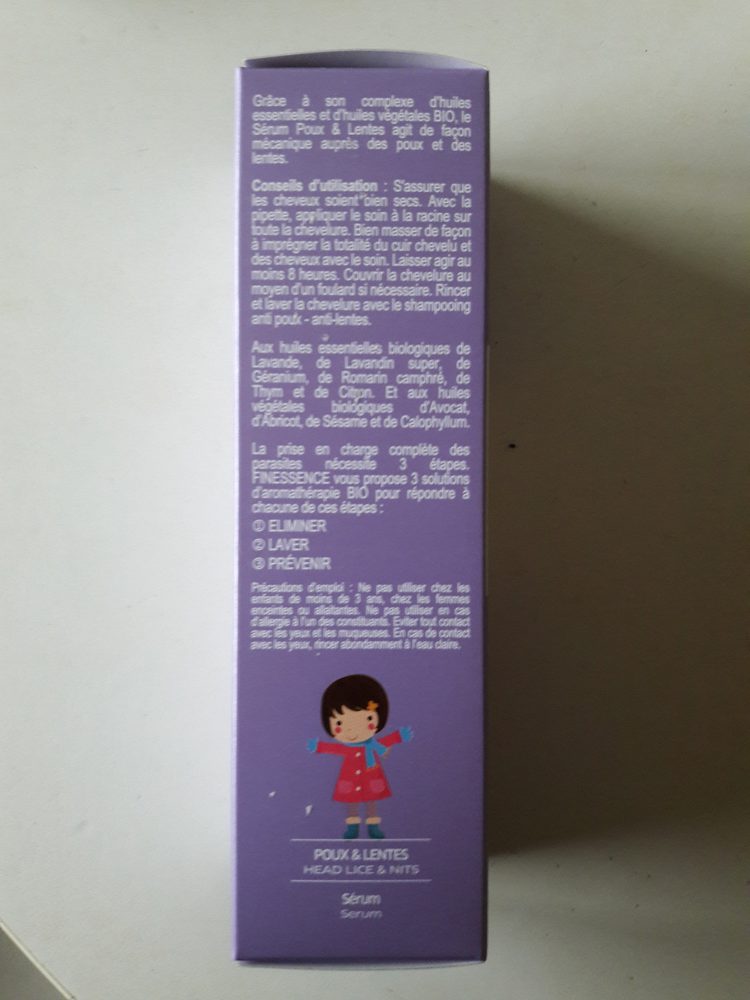 Grâce à son complexe d'huiles
essentielles et d'huiles végétales BIO, le
Sérum Poux & Lentes agit de façon
mécanique auprès des poux et des
lentes.
Conseils d'utilisation : S'assurer que
les cheveux soient bien secs. Avec la
pipette, appliquer le soin à la racine sur
toute la chevelure. Bien masser de façon
à imprégner la totalité du cuir chevelu et
des cheveux avec le soin. Laisser agir au
moins 8 heures. Couvrir la chevelure au
moyen d'un foulard si nécessaire. Rincer
et laver la chevelure avec le shampooing
anti poux - anti-lentes.
Aux huiles essentielles biologiques de
Lavande, de Lavandin super, de
Géranium, de Romarin camphré, de
Thym et de Citron. Et aux huiles
végétales biologiques d'Avocat,
d'Abricot, de Sésame et de Calophyllum.
La prise en charge complète des
parasites nécessite 3 étapes.
FINESSENCE vous propose 3 solutions
d'aromathérapie BIO pour répondre à
chacune de ces étapes :
① ELIMINER
② LAVER
③ PRÉVENIR
Précautions d'emploi : Ne pas utiliser chez les
enfants de moins de 3 ans, chez les femmes
enceintes ou allaitantes. Ne pas utiliser en cas
d'allergie à l'un des constituants. Eviter tout contact
avec les yeux et les muqueuses. En cas de contact
avec les yeux, rincer abondamment à l'eau claire.
POUX & LENTES
HEAD LICE & NITS
Sérum
Serum